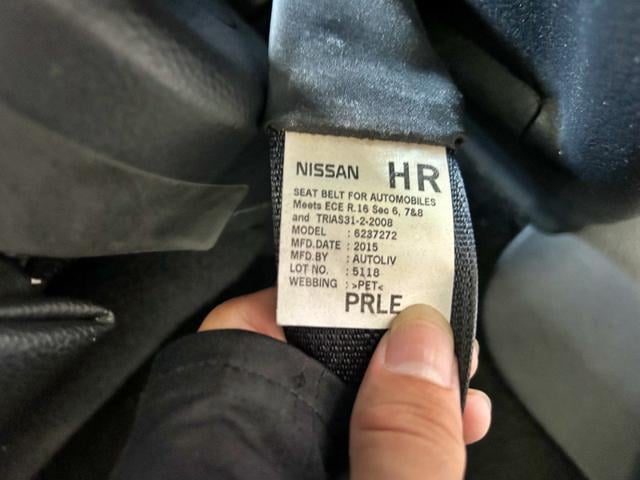 NISSAN HR
SEAT BELT FOR AUTOMOBILES
Meets ECE R.16 Sec 6, 7&8
and TRIAS31-2-2008
MODEL : 6237272
MFD.DATE : 2015
MFD.BY : AUTOLIV
LOT NO. : 5118
WEBBING : >PET<
PRLE